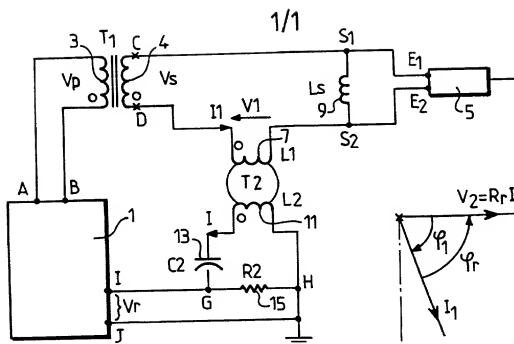 1/1
T1
3
C
4
S1
Vp
Vs
E1
E2
5
D
I1
V1
Ls
9
S2
7
L1
A
B
T2
L2
11
1
I
13
C2
V2=RrI
φ1
φr
I1
I
G
R2
15
H
}Vr
J